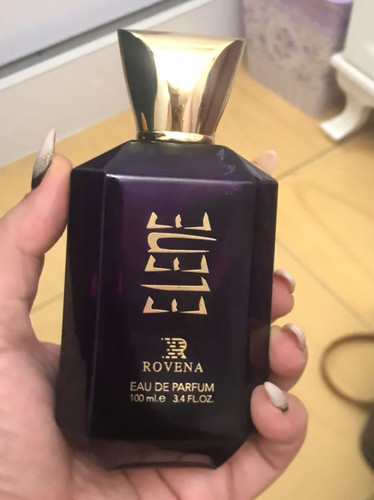 ELENE
ROVENA
EAU DE PARFUM
100 ml.e 3.4 FL.OZ.